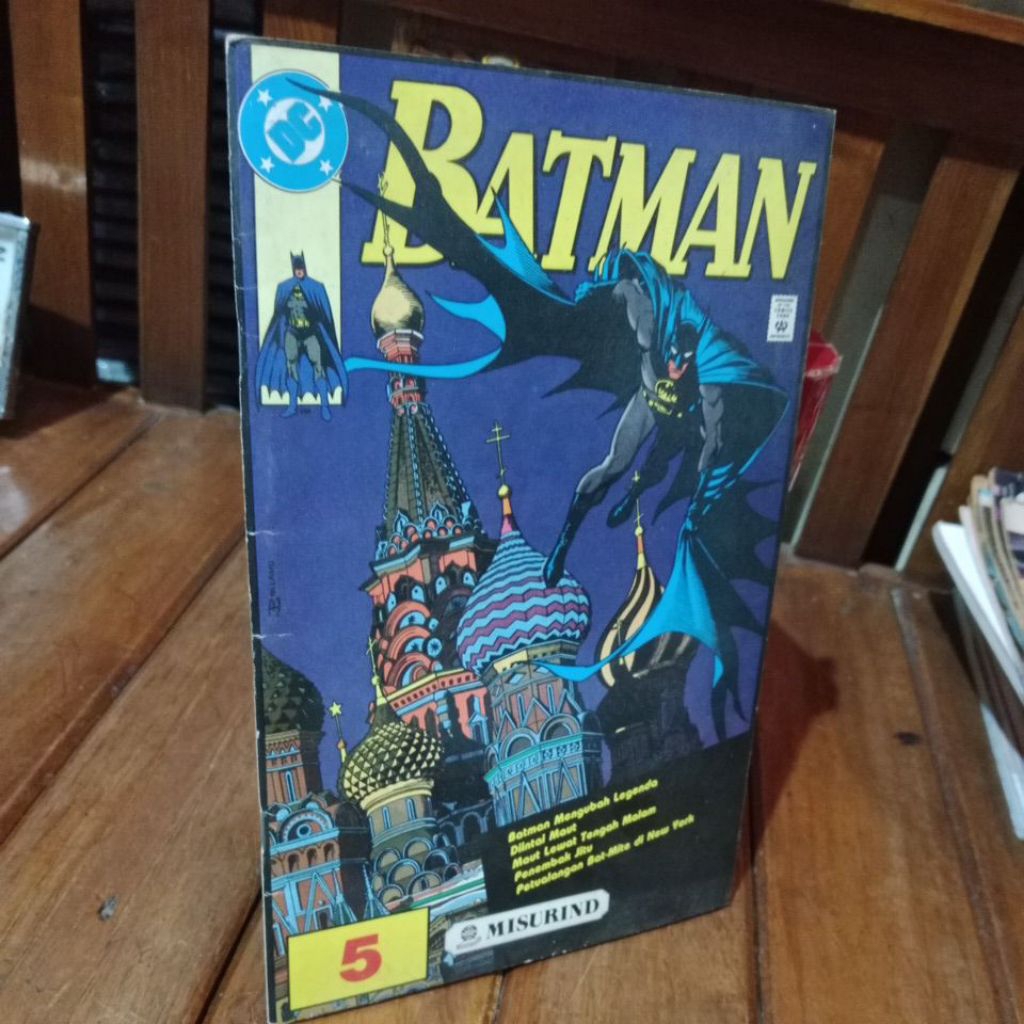 DC
BATMAN
BOLLAND
Batman Mengubah Legenda
Diintai Maut
Maut Lewat Tengah Malam
Penembak Jitu
Petualangan Bat-Mite di New York
MISURIND
5